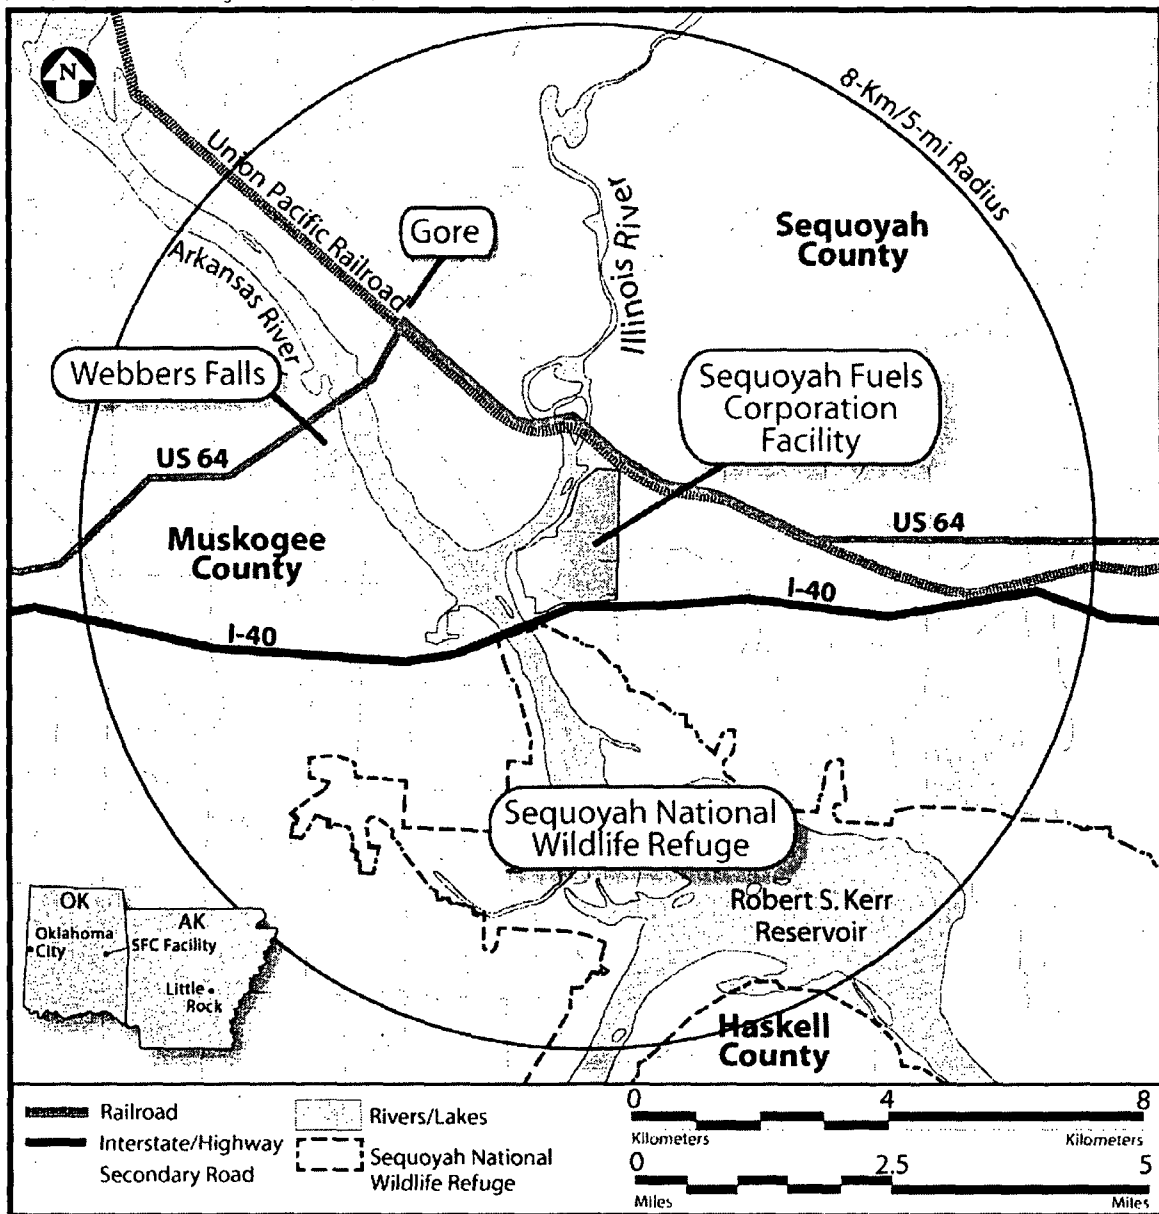 N
8-Km/5-mi Radius
Union Pacific Railroad
Gore
Illinois River
Sequoyah
County
Arkansas River
Webbers Falls
Sequoyah Fuels
Corporation
Facility
US 64
US 64
Muskogee
County
I-40
I-40
Sequoyah National
Wildlife Refuge
Robert S. Kerr
Reservoir
OK
AK
Oklahoma
City
SFC Facility
Little
Rock
Haskell
County
Railroad
Interstate/Highway
Secondary Road
Rivers/Lakes
Sequoyah National
Wildlife Refuge
0 4 8
Kilometers Kilometers
0 2.5 5
Miles Miles